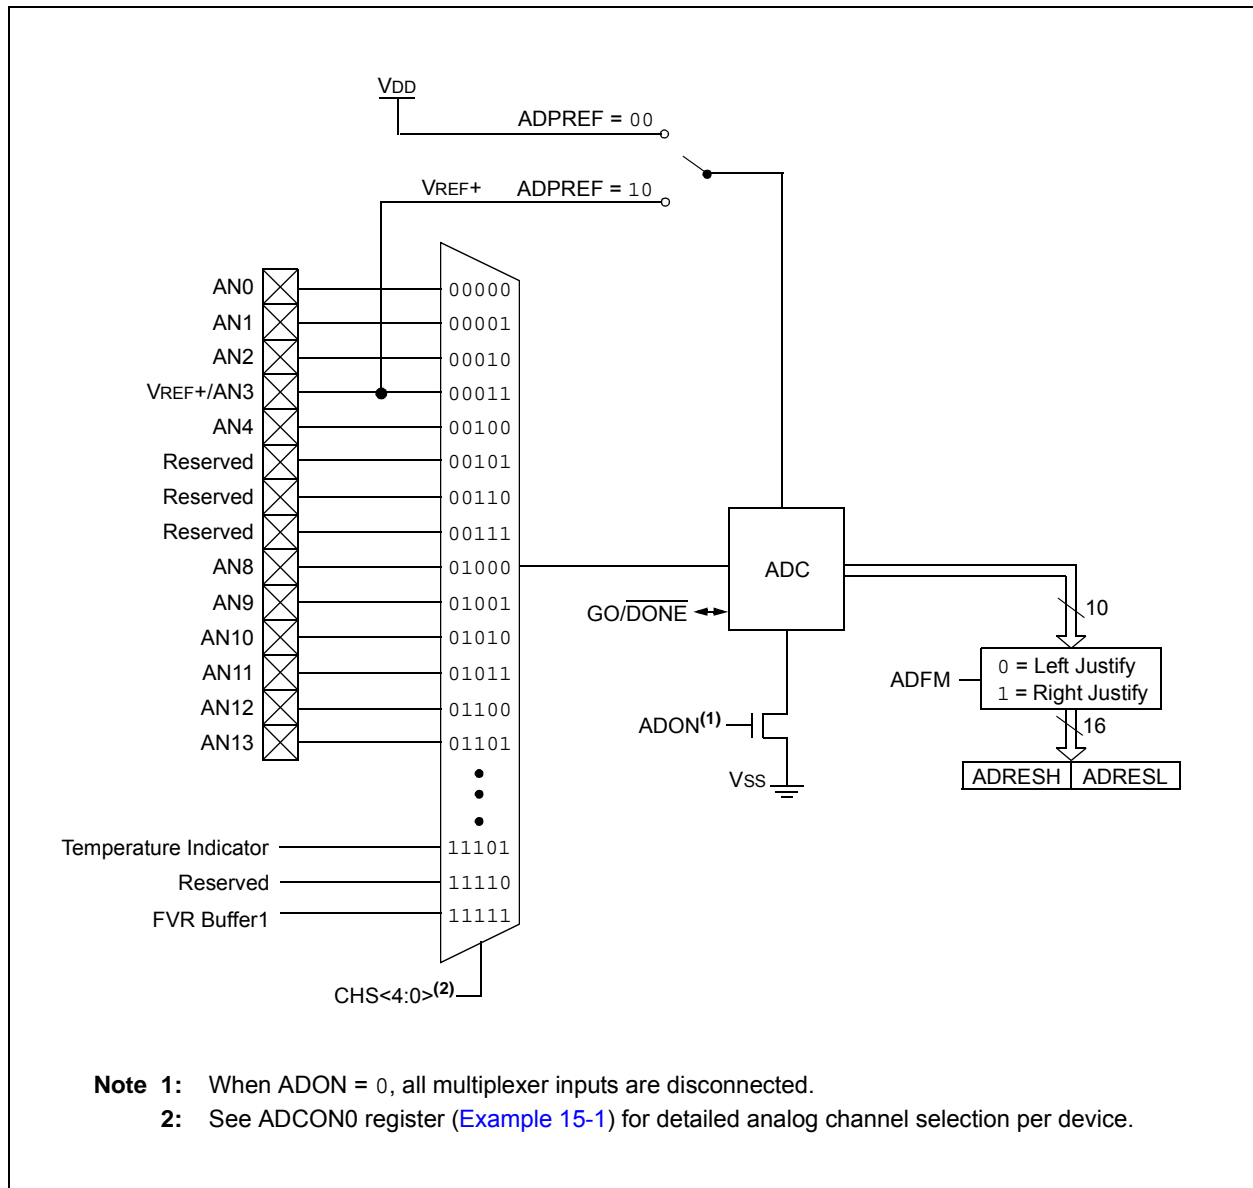 VDD
ADPREF = 00
VREF+ ADPREF = 10
AN0 00000
AN1 00001
AN2 00010
VREF+/AN3 00011
AN4 00100
Reserved 00101
Reserved 00110
Reserved 00111
AN8 01000
AN9 01001
AN10 01010
AN11 01011
AN12 01100
AN13 01101
Temperature Indicator 11101
Reserved 11110
FVR Buffer1 11111
CHS<4:0>(2)
ADC
GO/DONE
ADON(1)
VSS
10
ADFM
0 = Left Justify
1 = Right Justify
16
ADRESH ADRESL
Note 1: When ADON = 0, all multiplexer inputs are disconnected.
2: See ADCON0 register (Example 15-1) for detailed analog channel selection per device.